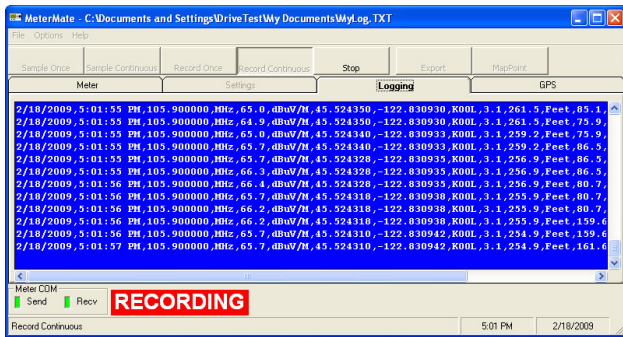 MeterMate - C:\Documents and Settings\DriveTest\My Documents\MyLog.TXT
File Options Help
Sample Once Sample Continuous Record Once Record Continuous Stop Export MapPoint
Meter Settings Logging GPS
2/18/2009,5:01:55 PM,105.900000,MHz,65.0,dBuV/M,45.524350,-122.830930,K00L,3.1,261.5,Feet,85.1,
2/18/2009,5:01:55 PM,105.900000,MHz,64.9,dBuV/M,45.524350,-122.830930,K00L,3.1,261.5,Feet,75.9,
2/18/2009,5:01:55 PM,105.900000,MHz,65.0,dBuV/M,45.524340,-122.830933,K00L,3.1,259.2,Feet,75.9,
2/18/2009,5:01:55 PM,105.900000,MHz,65.7,dBuV/M,45.524340,-122.830933,K00L,3.1,259.2,Feet,86.5,
2/18/2009,5:01:55 PM,105.900000,MHz,65.7,dBuV/M,45.524328,-122.830935,K00L,3.1,256.9,Feet,86.5,
2/18/2009,5:01:55 PM,105.900000,MHz,66.3,dBuV/M,45.524328,-122.830935,K00L,3.1,256.9,Feet,86.5,
2/18/2009,5:01:56 PM,105.900000,MHz,66.4,dBuV/M,45.524328,-122.830935,K00L,3.1,256.9,Feet,80.7,
2/18/2009,5:01:56 PM,105.900000,MHz,65.7,dBuV/M,45.524318,-122.830938,K00L,3.1,255.9,Feet,80.7,
2/18/2009,5:01:56 PM,105.900000,MHz,66.2,dBuV/M,45.524318,-122.830938,K00L,3.1,255.9,Feet,80.7,
2/18/2009,5:01:56 PM,105.900000,MHz,66.2,dBuV/M,45.524318,-122.830938,K00L,3.1,255.9,Feet,159.6
2/18/2009,5:01:56 PM,105.900000,MHz,65.7,dBuV/M,45.524310,-122.830942,K00L,3.1,254.9,Feet,159.6
2/18/2009,5:01:57 PM,105.900000,MHz,65.7,dBuV/M,45.524310,-122.830942,K00L,3.1,254.9,Feet,161.6
Meter COM
Send Recv RECORDING
Record Continuous 5:01 PM 2/18/2009